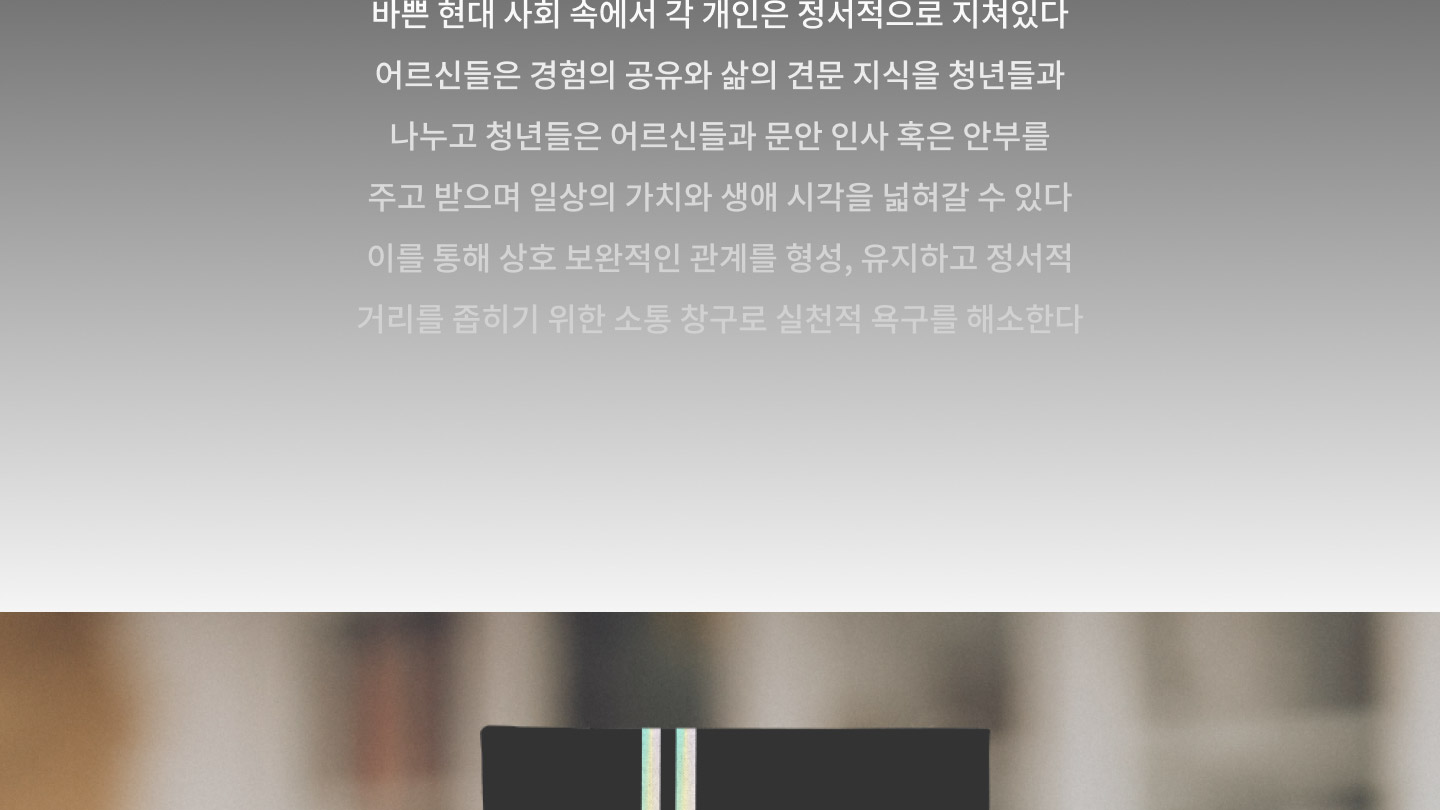 바쁜 현대 사회 속에서 각 개인은 정서적으로 지쳐있다
어르신들은 경험의 공유와 삶의 견문 지식을 청년들과
나누고 청년들은 어르신들과 문안 인사 혹은 안부를
주고 받으며 일상의 가치와 생애 시각을 넓혀갈 수 있다
이를 통해 상호 보완적인 관계를 형성, 유지하고 정서적
거리를 좁히기 위한 소통 창구로 실천적 욕구를 해소한다